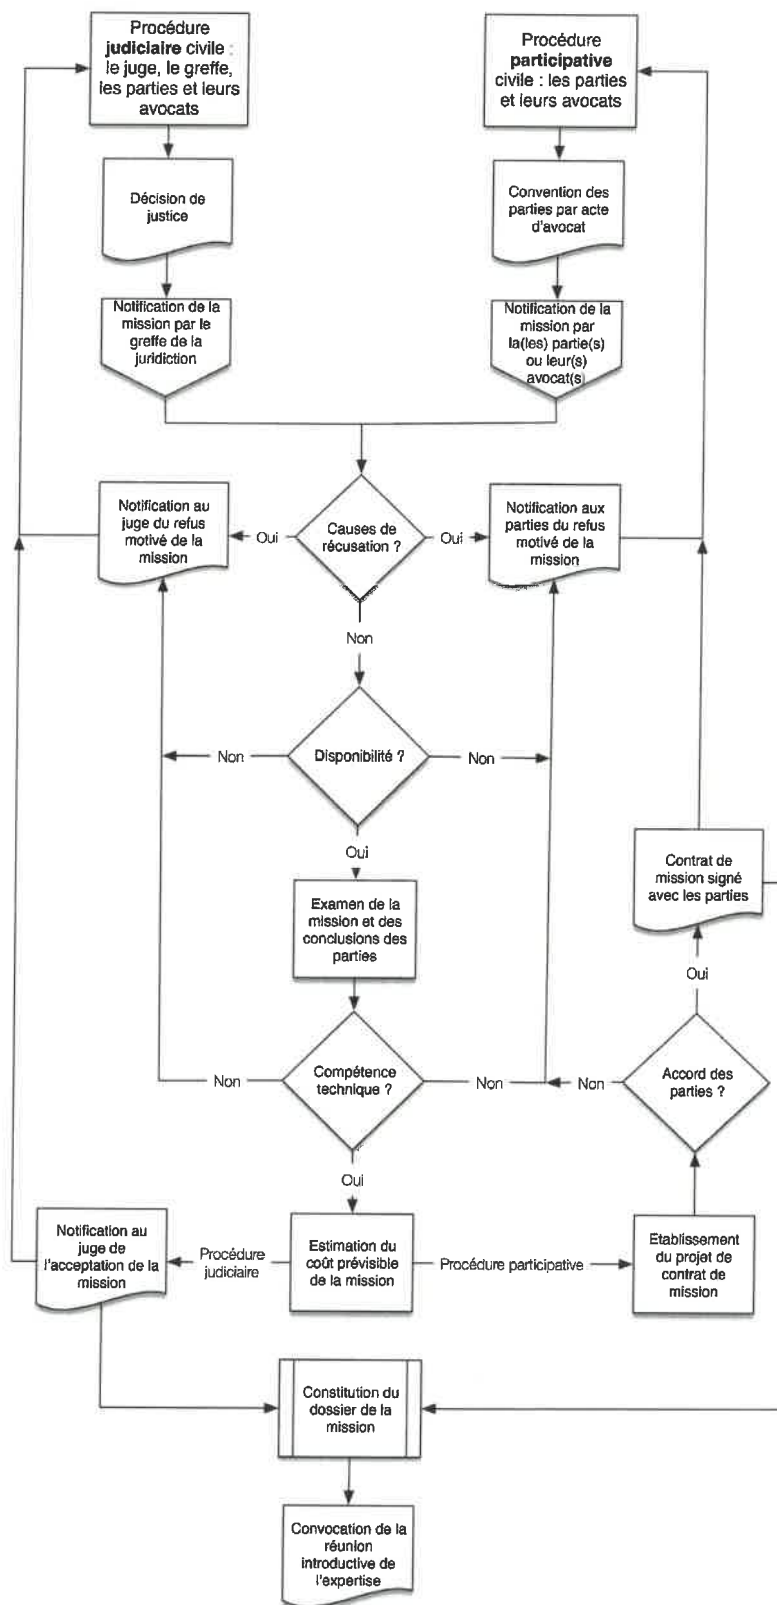 Procédure
judiciaire civile :
le juge, le greffe,
les parties et leurs
avocats
Procédure
participative
civile : les parties
et leurs avocats
Décision de
justice
Convention des
parties par acte
d'avocat
Notification de la
mission par le
greffe de la
juridiction
Notification de la
mission par
la(les) partie(s)
ou leur(s)
avocat(s)
Notification au
juge du refus
motivé de la
mission
Oui
Causes de
récusation ?
Oui
Notification aux
parties du refus
motivé de la
mission
Non
Non
Disponibilité ?
Non
Oui
Examen de la
mission et des
conclusions des
parties
Contrat de
mission signé
avec les parties
Oui
Non
Compétence
technique ?
Non
Non
Accord des
parties ?
Oui
Notification au
juge de
l'acceptation de la
mission
Procédure
judiciaire
Estimation du
coût prévisible
de la mission
Procédure participative
Etablissement
du projet de
contrat de
mission
Constitution du
dossier de la
mission
Convocation de la
réunion
introductive de
l'expertise